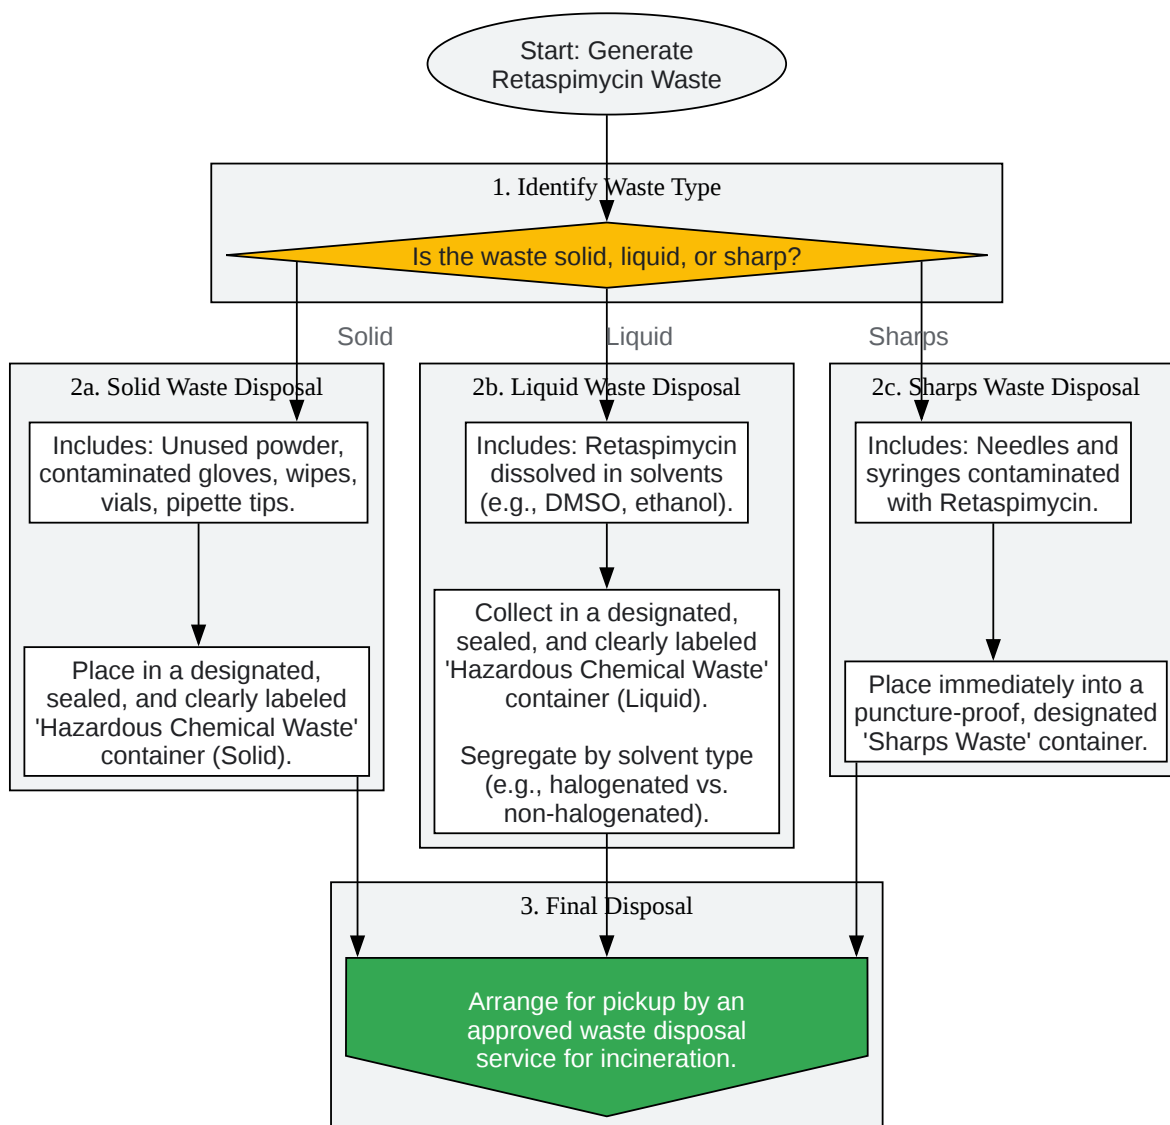 Start: Generate
Retaspimycin Waste
1. Identify Waste Type
Is the waste solid, liquid, or sharp?
Solid
Liquid
Sharps
2a. Solid Waste Disposal
Includes: Unused powder,
contaminated gloves, wipes,
vials, pipette tips.
Place in a designated,
sealed, and clearly labeled
'Hazardous Chemical Waste'
container (Solid).
2b. Liquid Waste Disposal
Includes: Retaspimycin
dissolved in solvents
(e.g., DMSO, ethanol).
Collect in a designated,
sealed, and clearly labeled
'Hazardous Chemical Waste'
container (Liquid).
Segregate by solvent type
(e.g., halogenated vs.
non-halogenated).
2c. Sharps Waste Disposal
Includes: Needles and
syringes contaminated
with Retaspimycin.
Place immediately into a
puncture-proof, designated
'Sharps Waste' container.
3. Final Disposal
Arrange for pickup by an
approved waste disposal
service for incineration.